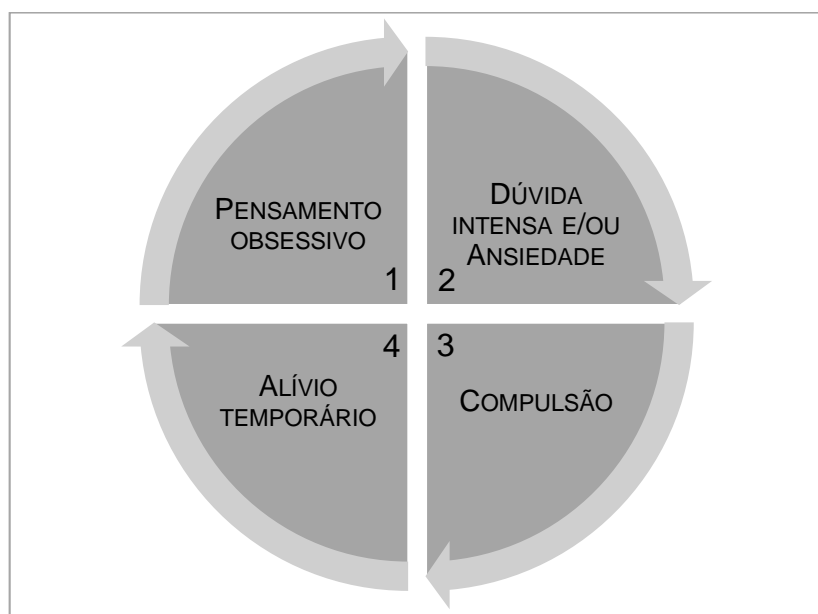 PENSAMENTO
OBSESSIVO
1
DÚVIDA
INTENSA E/OU
ANSIEDADE
2
3
COMPULSÃO
4
ALÍVIO
TEMPORÁRIO